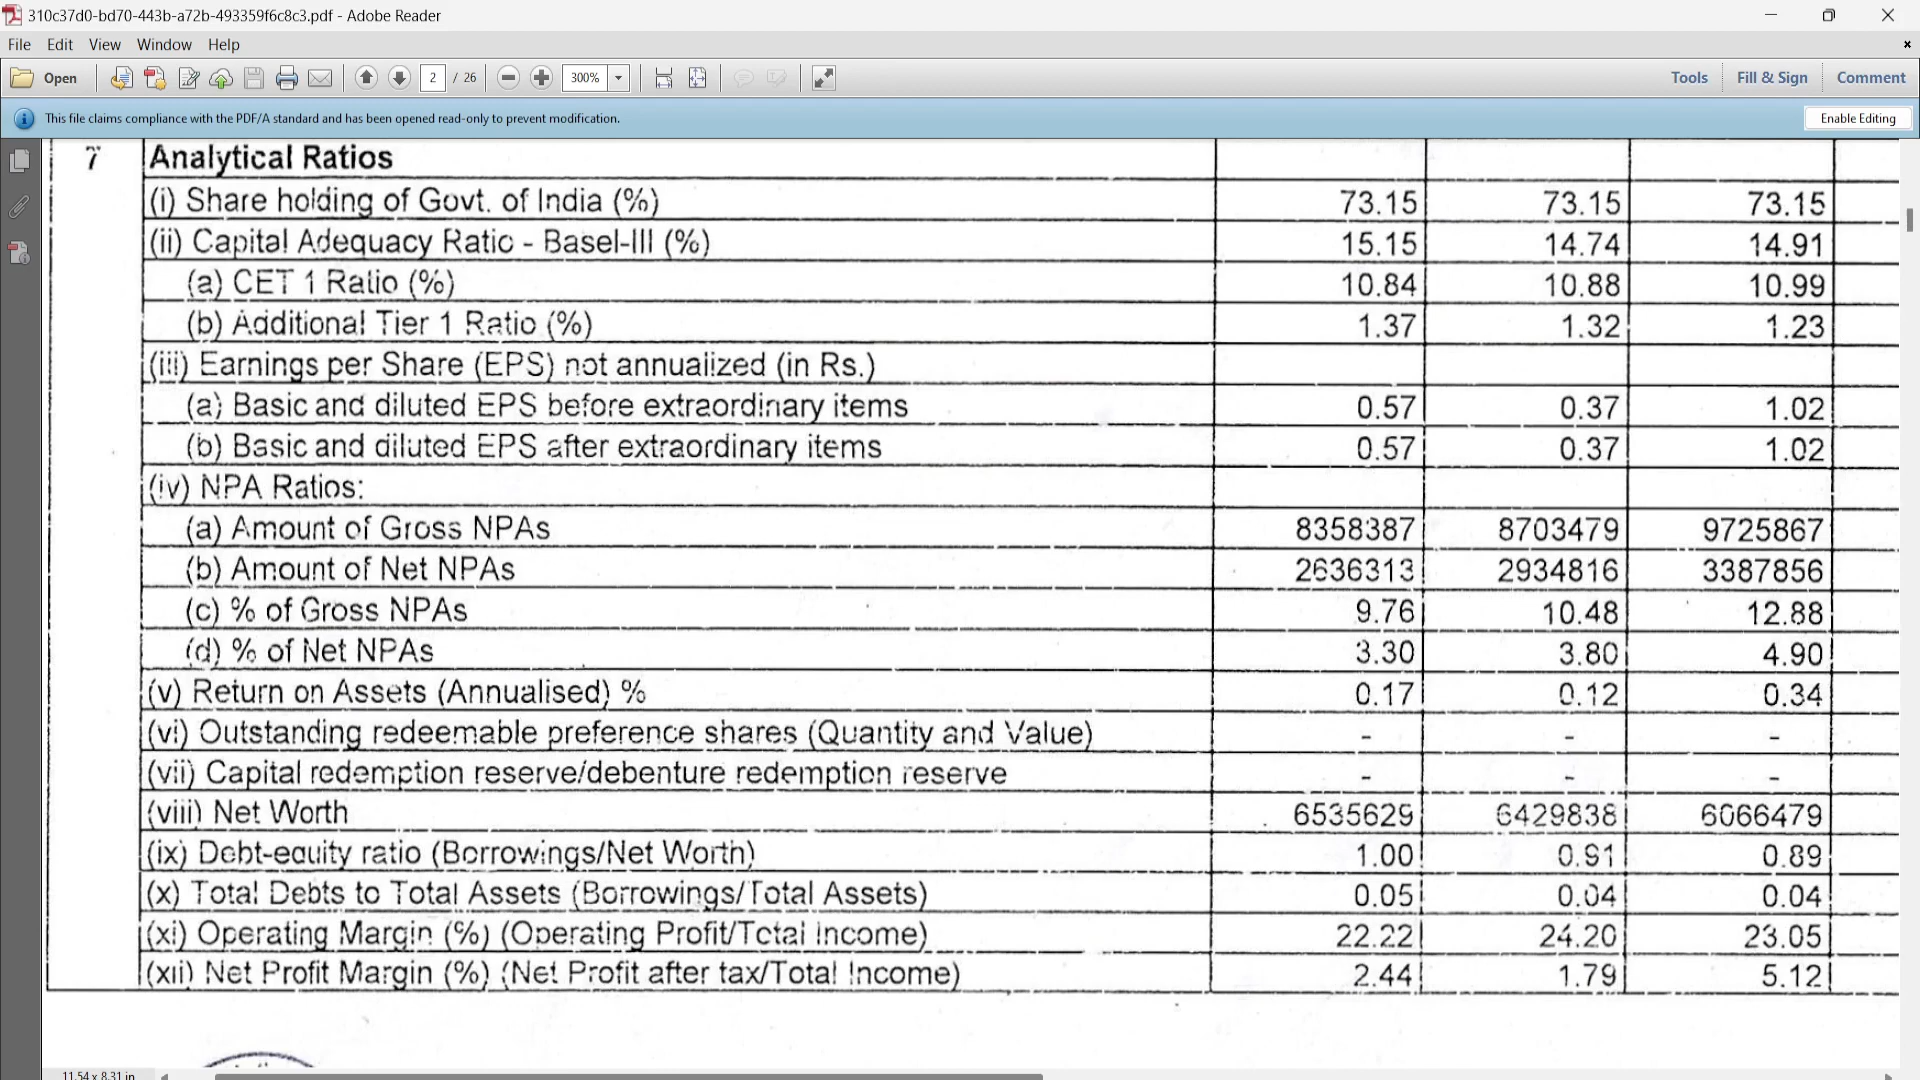 310c37d0-bd70-443b-a72b-493359f6c8c3.pdf - Adobe Reader
File Edit View Window Help
Open 2 / 26 300% Tools Fill & Sign Comment
This file claims compliance with the PDF/A standard and has been opened read-only to prevent modification. Enable Editing
7 Analytical Ratios
(i) Share holding of Govt. of India (%) 73.15 73.15 73.15
(ii) Capital Adequacy Ratio - Basel-III (%) 15.15 14.74 14.91
(a) CET 1 Ratio (%) 10.84 10.88 10.99
(b) Additional Tier 1 Ratio (%) 1.37 1.32 1.23
(iii) Earnings per Share (EPS) not annualized (in Rs.)
(a) Basic and diluted EPS before extraordinary items 0.57 0.37 1.02
(b) Basic and diluted EPS after extraordinary items 0.57 0.37 1.02
(iv) NPA Ratios:
(a) Amount of Gross NPAs 8358387 8703479 9725867
(b) Amount of Net NPAs 2636313 2934816 3387856
(c) % of Gross NPAs 9.76 10.48 12.88
(d) % of Net NPAs 3.30 3.80 4.90
(v) Return on Assets (Annualised) % 0.17 0.12 0.34
(vi) Outstanding redeemable preference shares (Quantity and Value) - - -
(vii) Capital redemption reserve/debenture redemption reserve - - -
(viii) Net Worth 6535629 6429838 6066479
(ix) Debt-equity ratio (Borrowings/Net Worth) 1.00 0.91 0.89
(x) Total Debts to Total Assets (Borrowings/Total Assets) 0.05 0.04 0.04
(xi) Operating Margin (%) (Operating Profit/Total Income) 22.22 24.20 23.05
(xii) Net Profit Margin (%) (Net Profit after tax/Total Income) 2.44 1.79 5.12
11.54 x 8.31 in